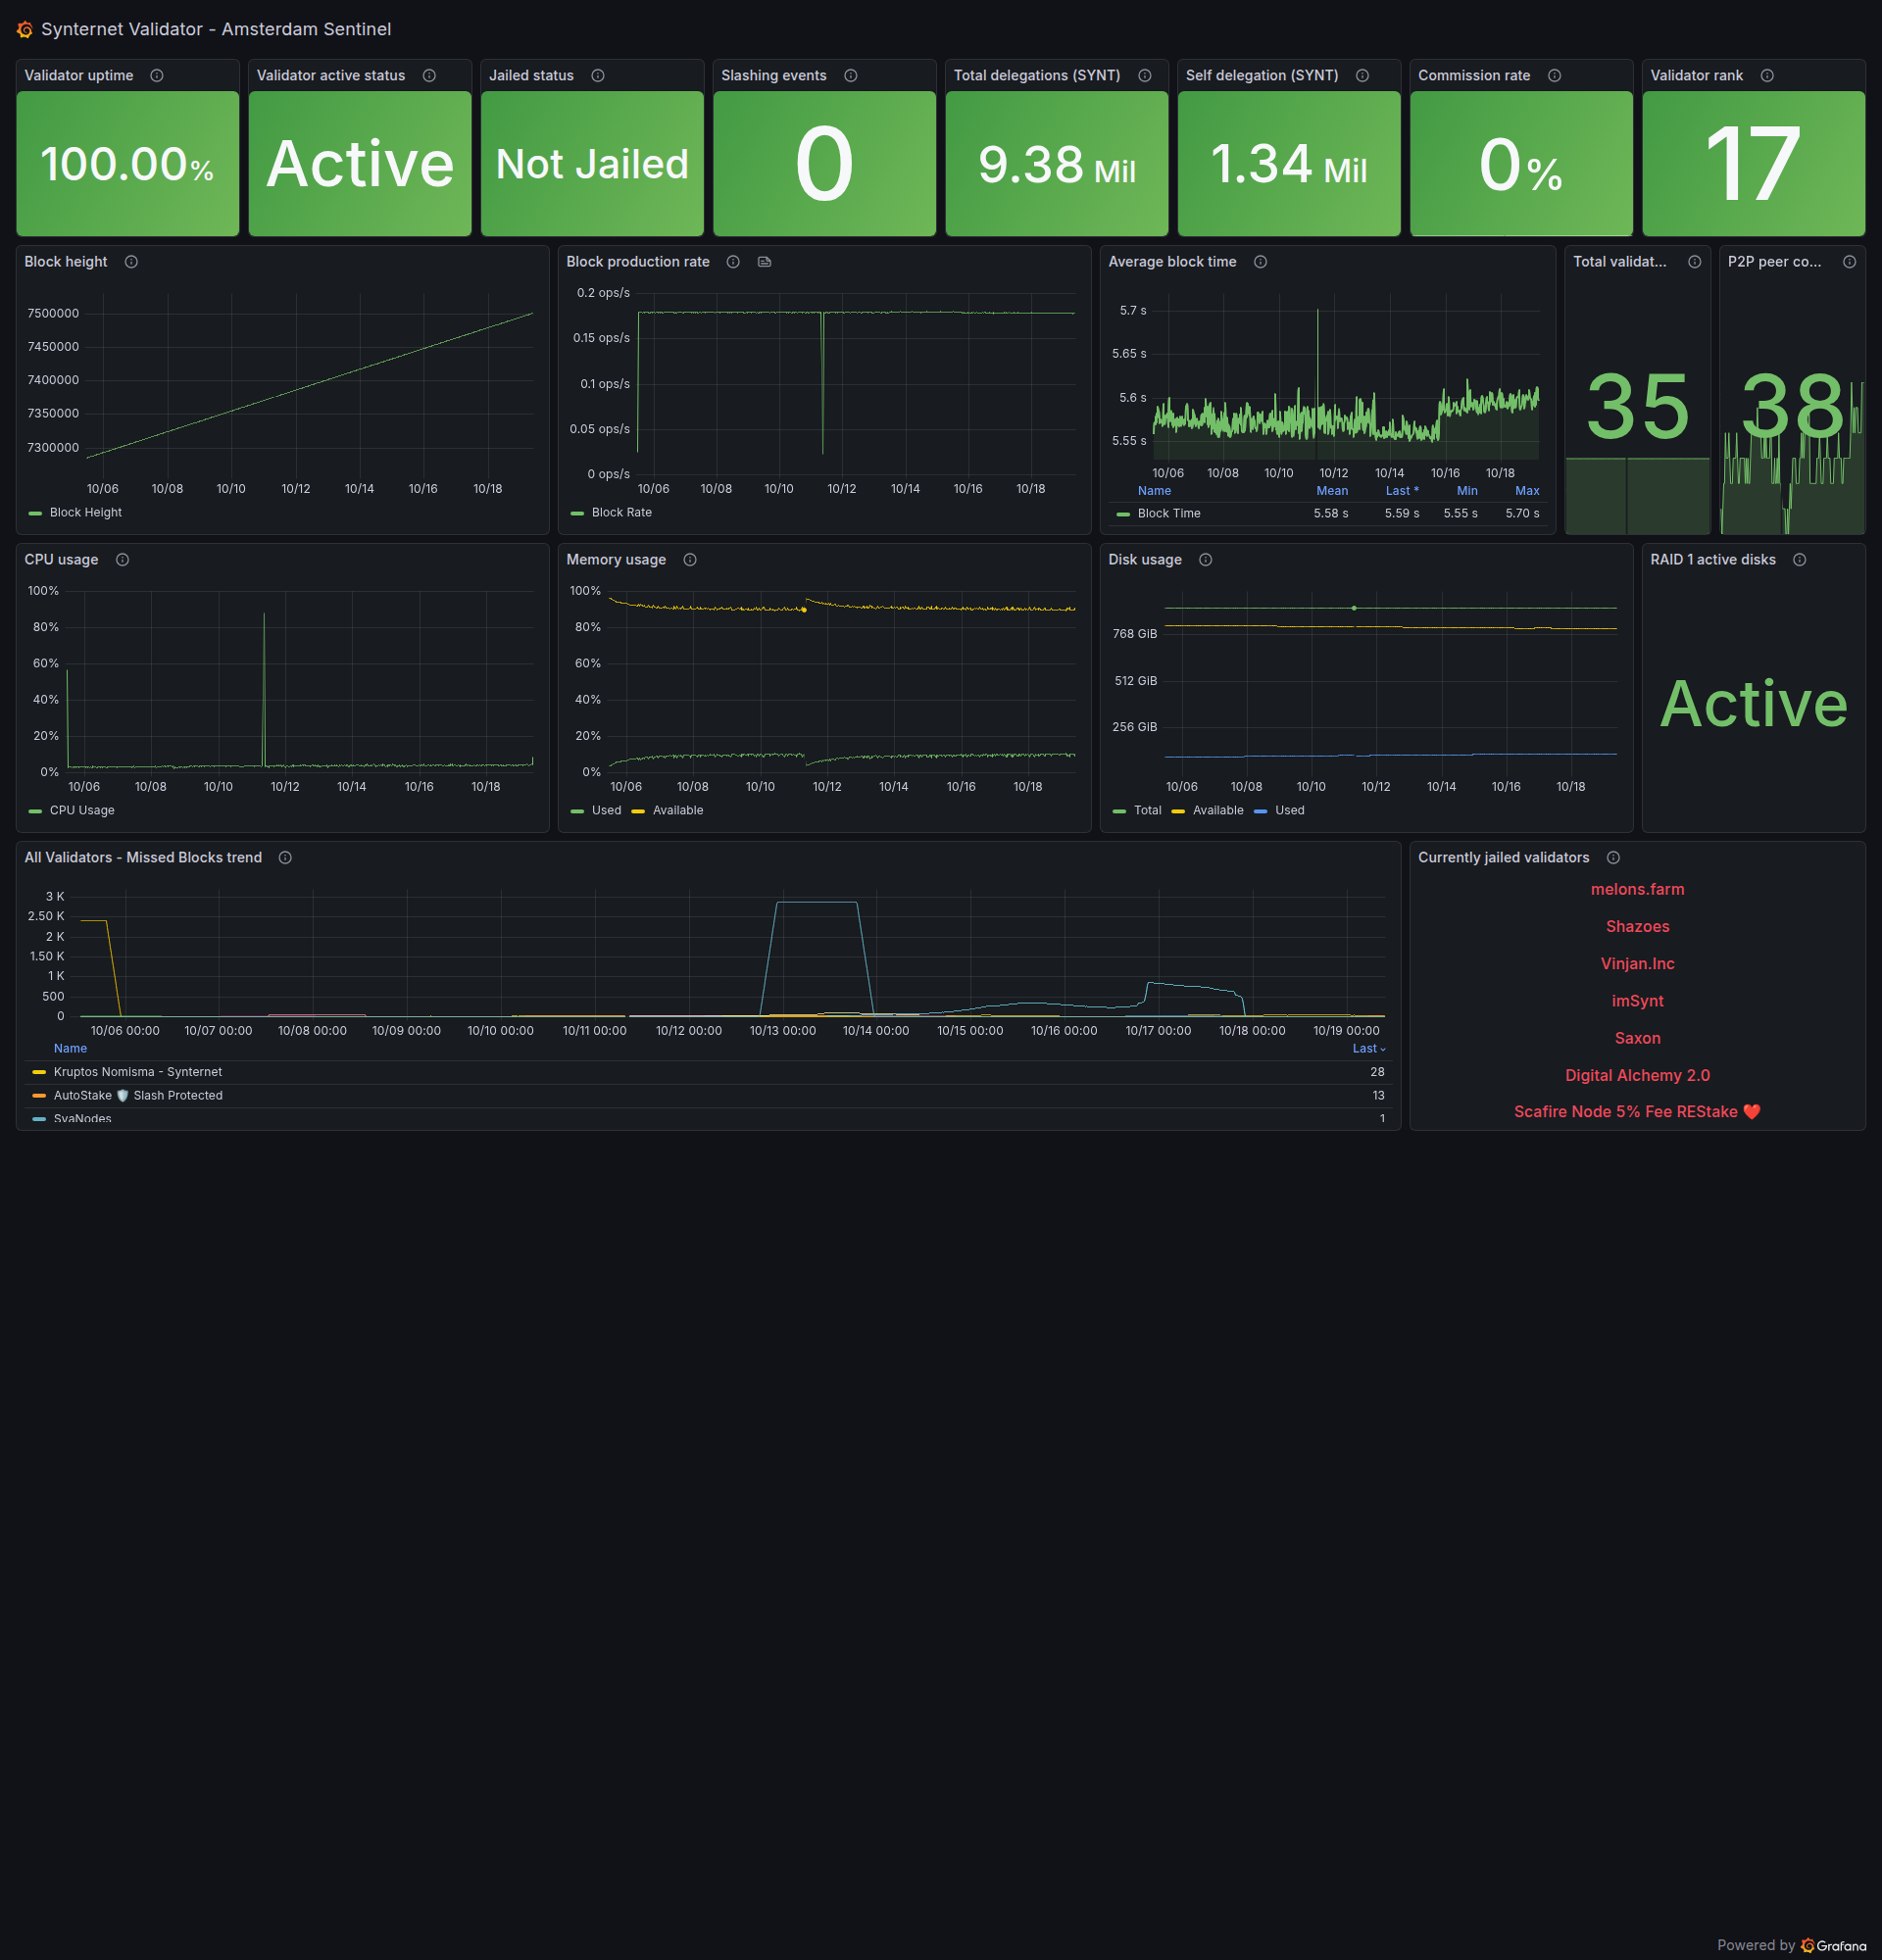 Synternet Validator - Amsterdam Sentinel
Validator uptime
100.00%
Validator active status
Active
Jailed status
Not Jailed
Slashing events
0
Total delegations (SYNT)
9.38 Mil
Self delegation (SYNT)
1.34 Mil
Commission rate
0%
Validator rank
17
Block height
7500000
7450000
7400000
7350000
7300000
10/06 10/08 10/10 10/12 10/14 10/16 10/18
Block Height
Block production rate
0.2 ops/s
0.15 ops/s
0.1 ops/s
0.05 ops/s
0 ops/s
10/06 10/08 10/10 10/12 10/14 10/16 10/18
Block Rate
Average block time
5.7 s
5.65 s
5.6 s
5.55 s
10/06 10/08 10/10 10/12 10/14 10/16 10/18
Name Mean Last * Min Max
Block Time 5.58 s 5.59 s 5.55 s 5.70 s
Total validat...
35
P2P peer co...
38
CPU usage
100%
80%
60%
40%
20%
0%
10/06 10/08 10/10 10/12 10/14 10/16 10/18
CPU Usage
Memory usage
100%
80%
60%
40%
20%
0%
10/06 10/08 10/10 10/12 10/14 10/16 10/18
Used Available
Disk usage
768 GiB
512 GiB
256 GiB
10/06 10/08 10/10 10/12 10/14 10/16 10/18
Total Available Used
RAID 1 active disks
Active
All Validators - Missed Blocks trend
3 K
2.50 K
2 K
1.50 K
1 K
500
0
10/06 00:00 10/07 00:00 10/08 00:00 10/09 00:00 10/10 00:00 10/11 00:00 10/12 00:00 10/13 00:00 10/14 00:00 10/15 00:00 10/16 00:00 10/17 00:00 10/18 00:00 10/19 00:00
Name Last
Kruptos Nomisma - Synternet 28
AutoStake 🛡️ Slash Protected 13
SvaNodes 1
Currently jailed validators
melons.farm
Shazoes
Vinjan.Inc
imSynt
Saxon
Digital Alchemy 2.0
Scafire Node 5% Fee REStake ❤️
Powered by Grafana